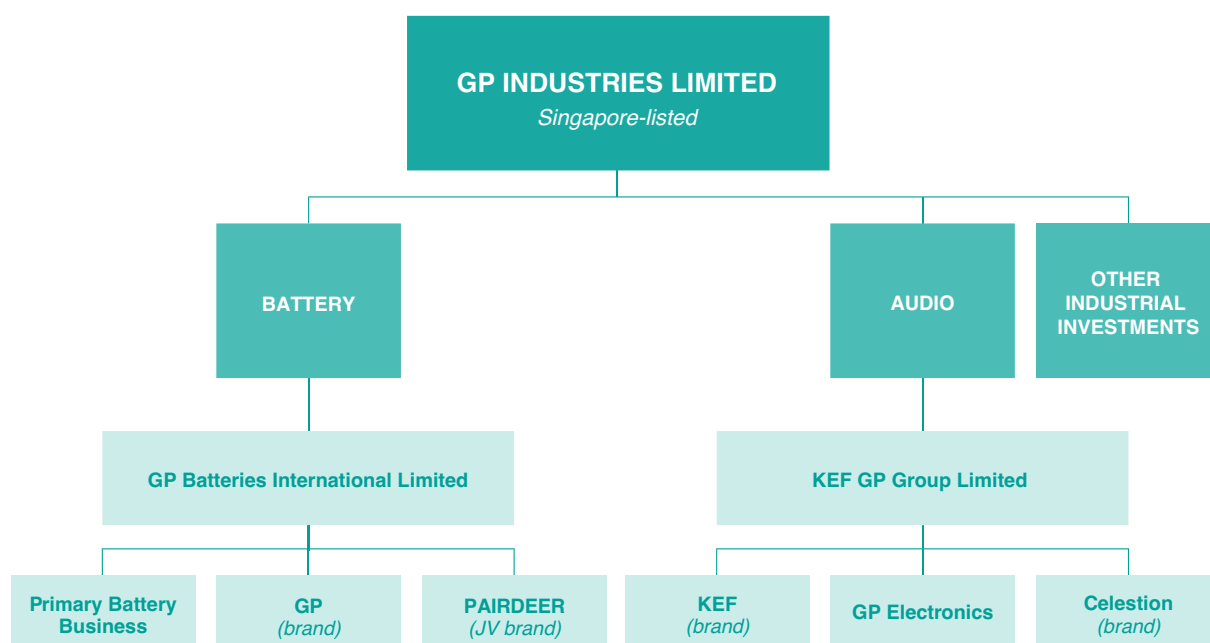 GP INDUSTRIES LIMITED
Singapore-listed
BATTERY
AUDIO
OTHER
INDUSTRIAL
INVESTMENTS
GP Batteries International Limited
KEF GP Group Limited
Primary Battery
Business
GP
(brand)
PAIRDEER
(JV brand)
KEF
(brand)
GP Electronics
Celestion
(brand)